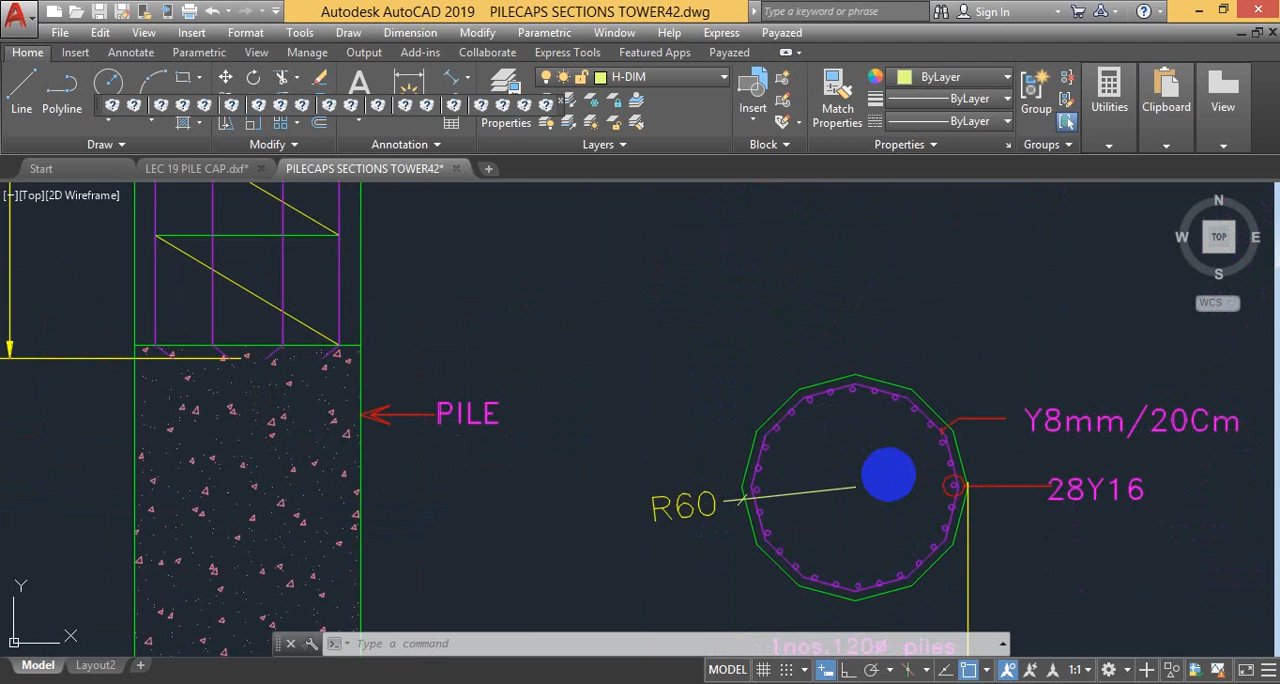 Autodesk AutoCAD 2019 PILECAPS SECTIONS TOWER42.dwg
Type a keyword or phrase
Sign In
File Edit View Insert Format Tools Draw Dimension Modify Parametric Window Help Express Payazed
Home Insert Annotate Parametric View Manage Output Add-ins Collaborate Express Tools Featured Apps Payazed
H-DIM
ByLayer
ByLayer
ByLayer
Line Polyline
Properties
Insert
Match Properties
Group
Utilities
Clipboard
View
Draw Modify Annotation Layers Block Properties Groups
Start LEC 19 PILE CAP.dxf* PILECAPS SECTIONS TOWER42*
[−][Top][2D Wireframe]
N
W TOP E
S
WCS
PILE
Y8mm/20Cm
R60
28Y16
Y
X
Type a command
1nos.120ø piles
Model Layout2
MODEL
1:1